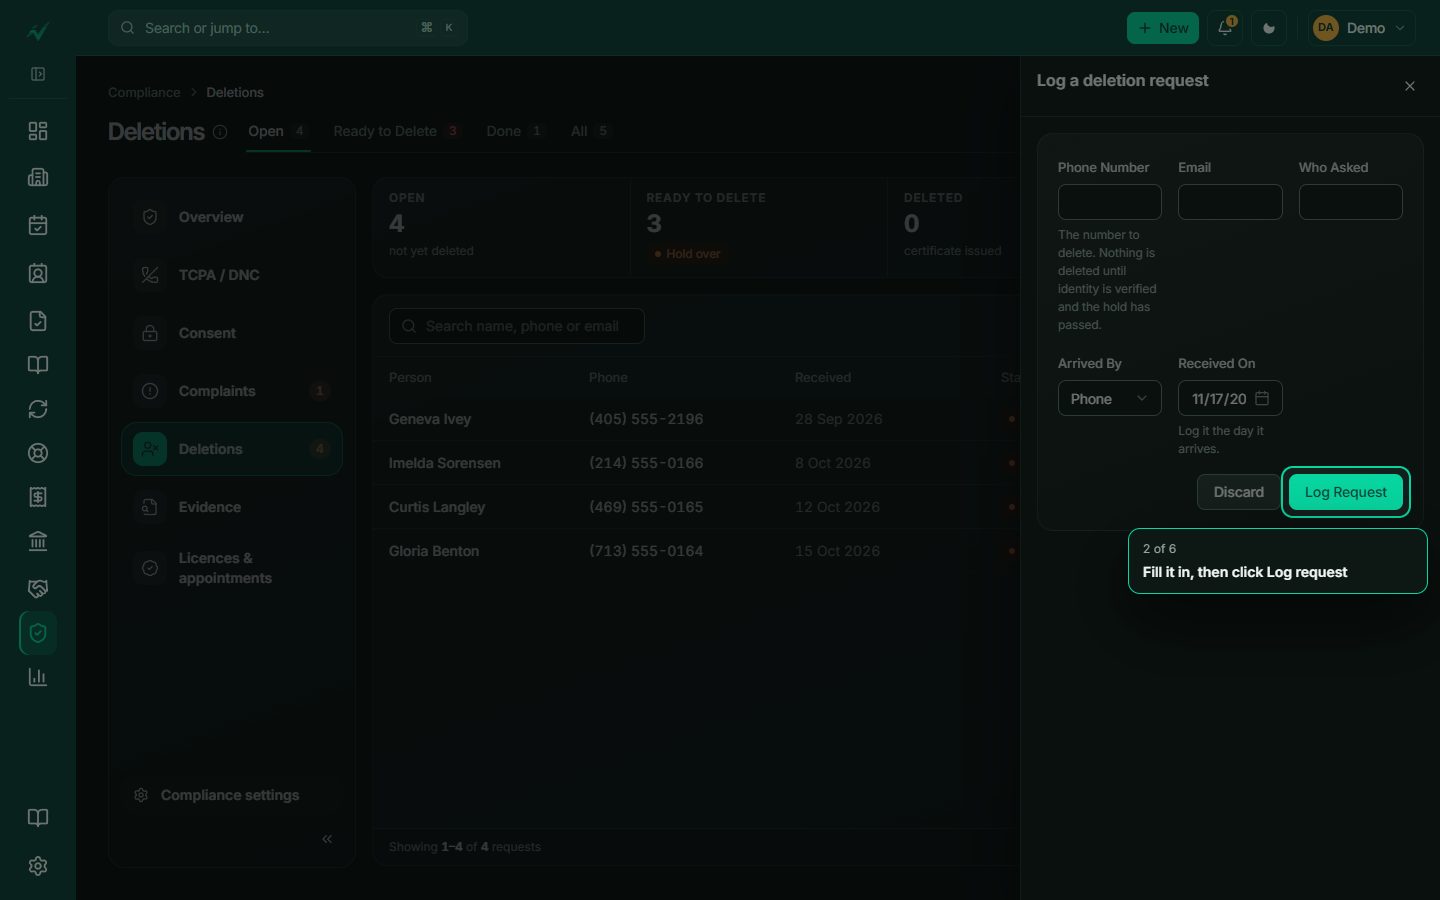 Search or jump to...
⌘ K
New
1
DA
Demo
Compliance > Deletions
Deletions
Open 4
Ready to Delete 3
Done 1
All 5
Overview
TCPA / DNC
Consent
Complaints 1
Deletions 4
Evidence
Licences &
appointments
Compliance settings
OPEN
4
not yet deleted
READY TO DELETE
3
Hold over
DELETED
0
certificate issued
Search name, phone or email
Person Phone Received Sta
Geneva Ivey (405) 555-2196 28 Sep 2026
Imelda Sorensen (214) 555-0166 8 Oct 2026
Curtis Langley (469) 555-0165 12 Oct 2026
Gloria Benton (713) 555-0164 15 Oct 2026
Showing 1–4 of 4 requests
Log a deletion request
Phone Number
Email
Who Asked
The number to
delete. Nothing is
deleted until
identity is verified
and the hold has
passed.
Arrived By
Received On
Phone
11/17/20
Log it the day it
arrives.
Discard
Log Request
2 of 6
Fill it in, then click Log request